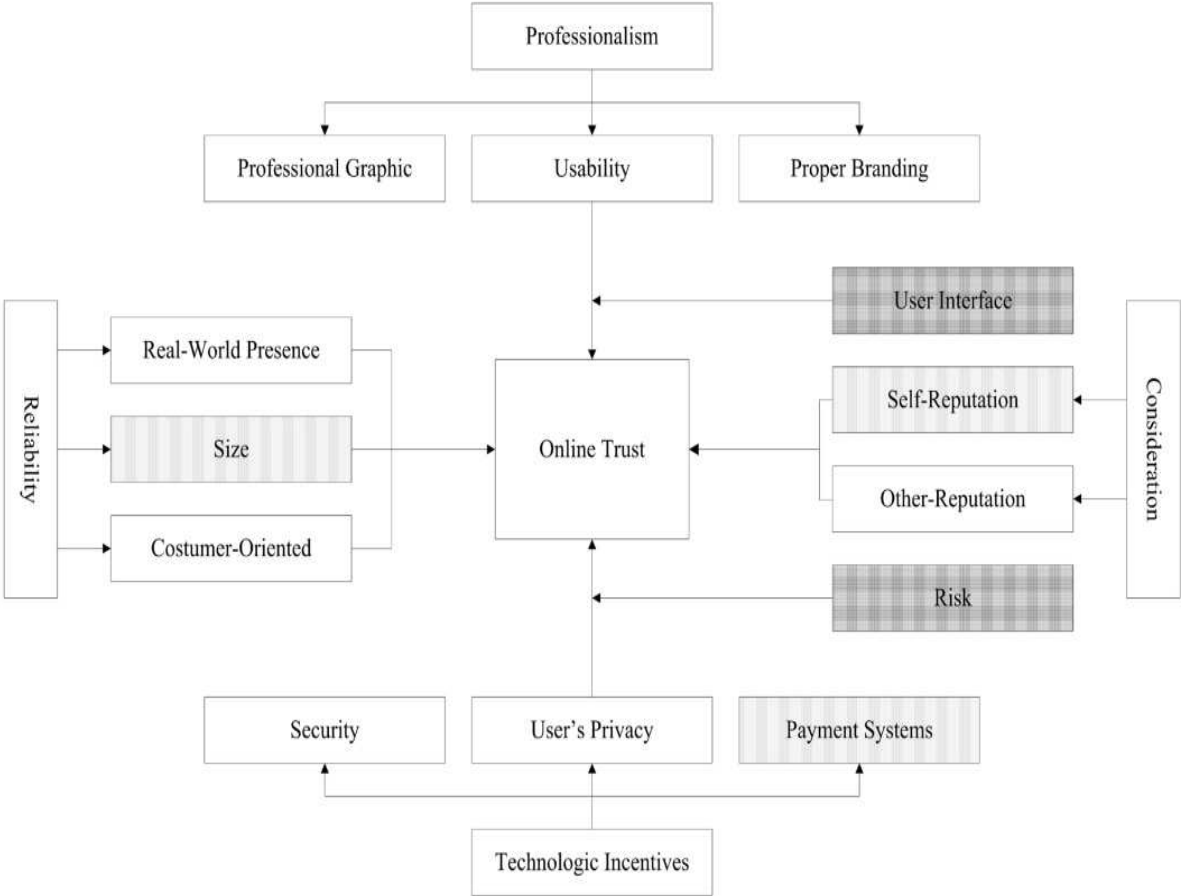 Professionalism
Professional Graphic
Usability
Proper Branding
User Interface
Real-World Presence
Self-Reputation
Reliability
Size
Online Trust
Consideration
Other-Reputation
Costumer-Oriented
Risk
Security
User's Privacy
Payment Systems
Technologic Incentives